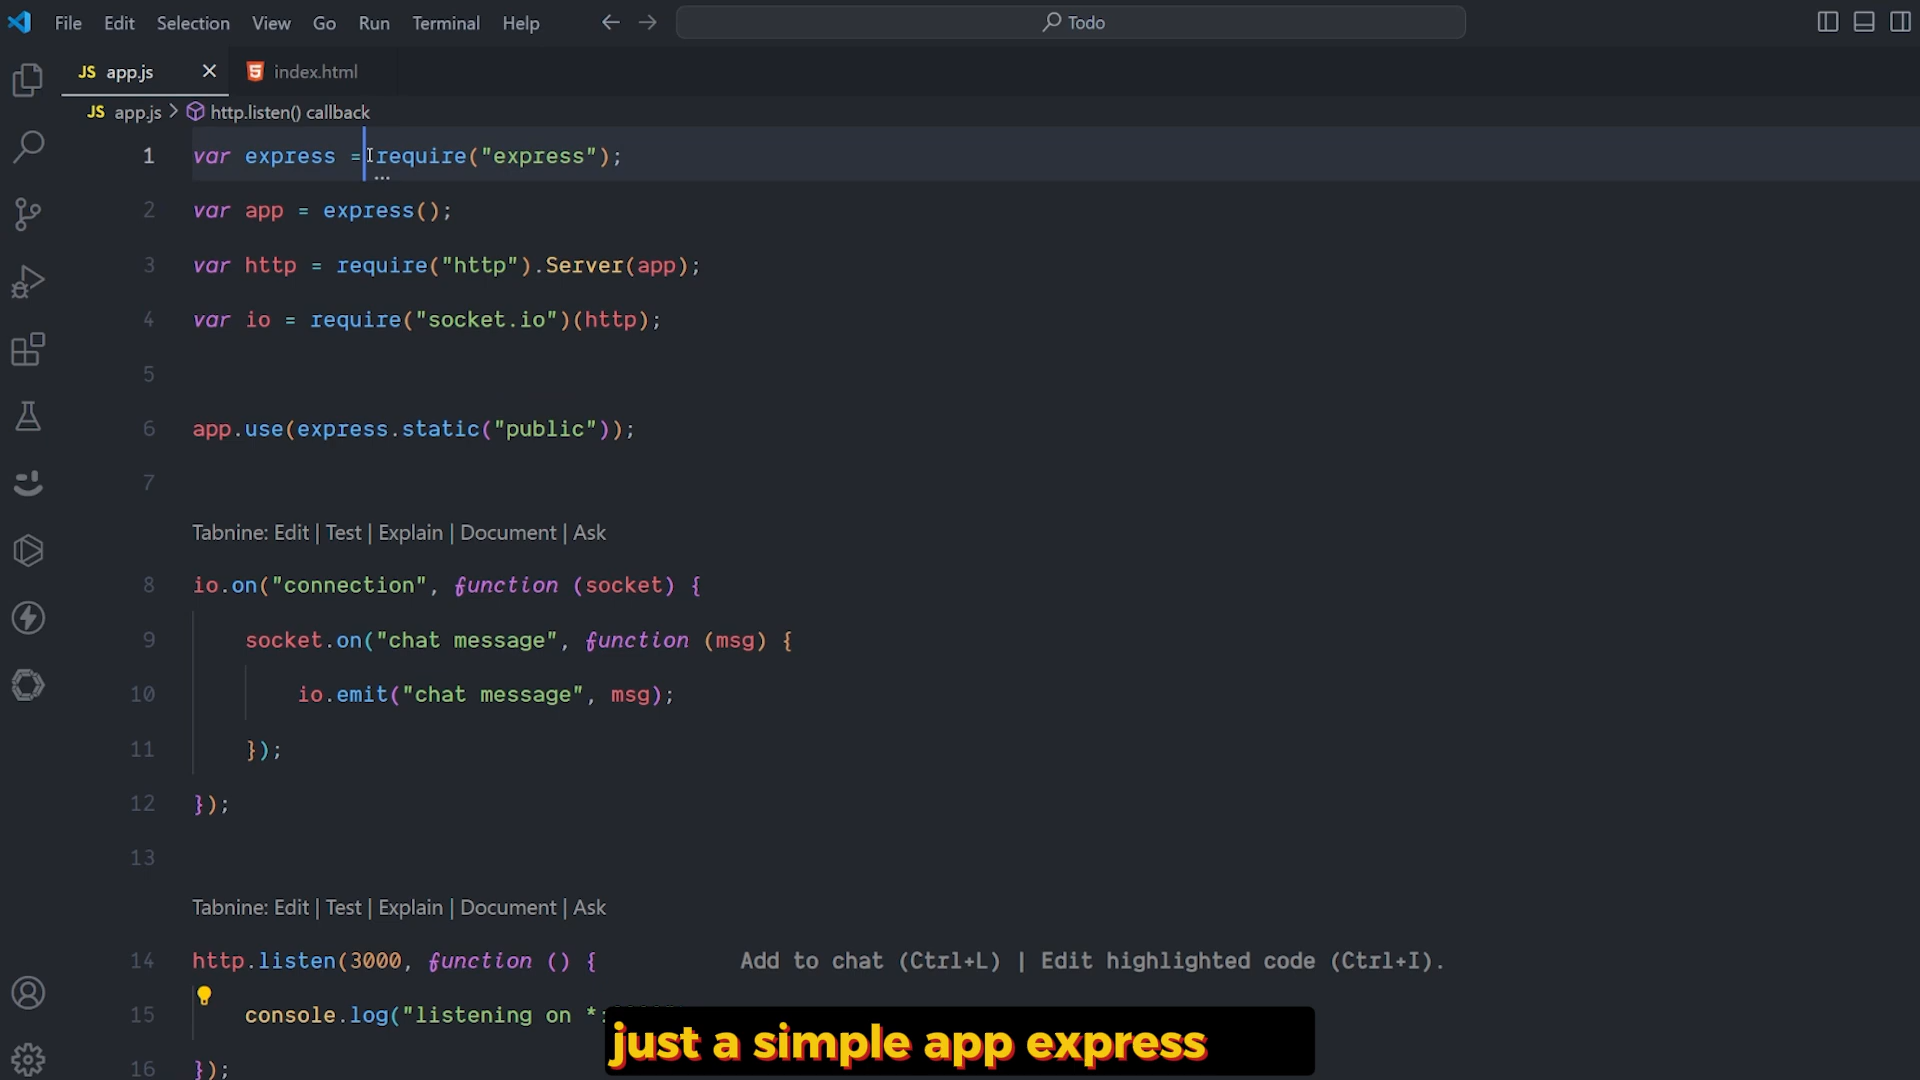 File Edit Selection View Go Run Terminal Help
Todo
JS app.js
index.html
JS app.js > http.listen() callback
1 var express = require("express");
...
2 var app = express();
3 var http = require("http").Server(app);
4 var io = require("socket.io")(http);
5
6 app.use(express.static("public"));
7
Tabnine: Edit | Test | Explain | Document | Ask
8 io.on("connection", function (socket) {
9 socket.on("chat message", function (msg) {
10 io.emit("chat message", msg);
11 });
12 });
13
Tabnine: Edit | Test | Explain | Document | Ask
14 http.listen(3000, function () { Add to chat (Ctrl+L) | Edit highlighted code (Ctrl+I).
15 console.log("listening on *:
just a simple app express
16 });